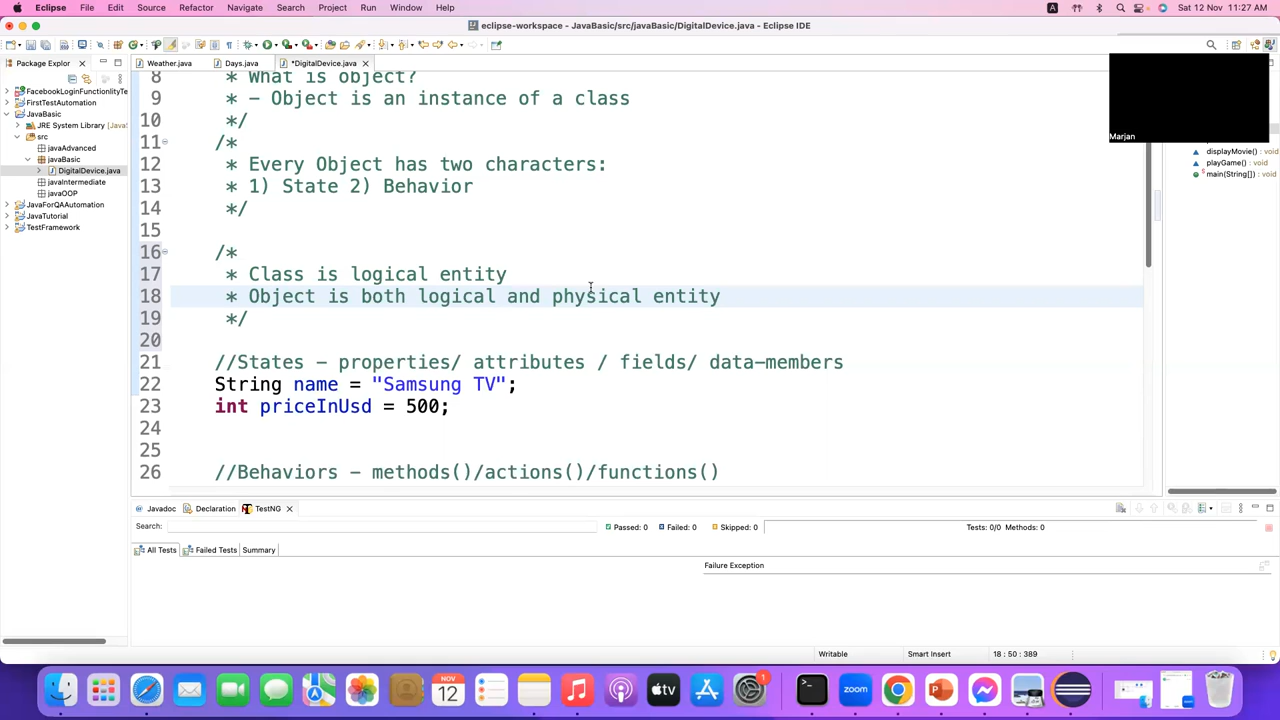 Eclipse File Edit Source Refactor Navigate Search Project Run Window Help
A
Sat 12 Nov 11:27 AM
eclipse-workspace - JavaBasic/src/javaBasic/DigitalDevice.java - Eclipse IDE
Package Explor
Weather.java
Days.java
*DigitalDevice.java
FacebookLoginFunctionlityTe
FirstTestAutomation
JavaBasic
JRE System Library [Java
src
javaAdvanced
javaBasic
DigitalDevice.java
javaIntermediate
javaOOP
JavaForQAAutomation
JavaTutorial
TestFramework
8 * What is object?
9 * - Object is an instance of a class
10 */
11 /*
12 * Every Object has two characters:
13 * 1) State 2) Behavior
14 */
15
16 /*
17 * Class is logical entity
18 * Object is both logical and physical entity
19 */
20
21 //States - properties/ attributes / fields/ data-members
22 String name = "Samsung TV";
23 int priceInUsd = 500;
24
25
26 //Behaviors - methods()/actions()/functions()
Marjan
displayMovie() : void
playGame() : void
main(String[]) : void
Javadoc
Declaration
TestNG
Search:
Passed: 0
Failed: 0
Skipped: 0
Tests: 0/0 Methods: 0
All Tests
Failed Tests
Summary
Failure Exception
Writable
Smart Insert
18 : 50 : 389
NOV
12
tv
1
zoom